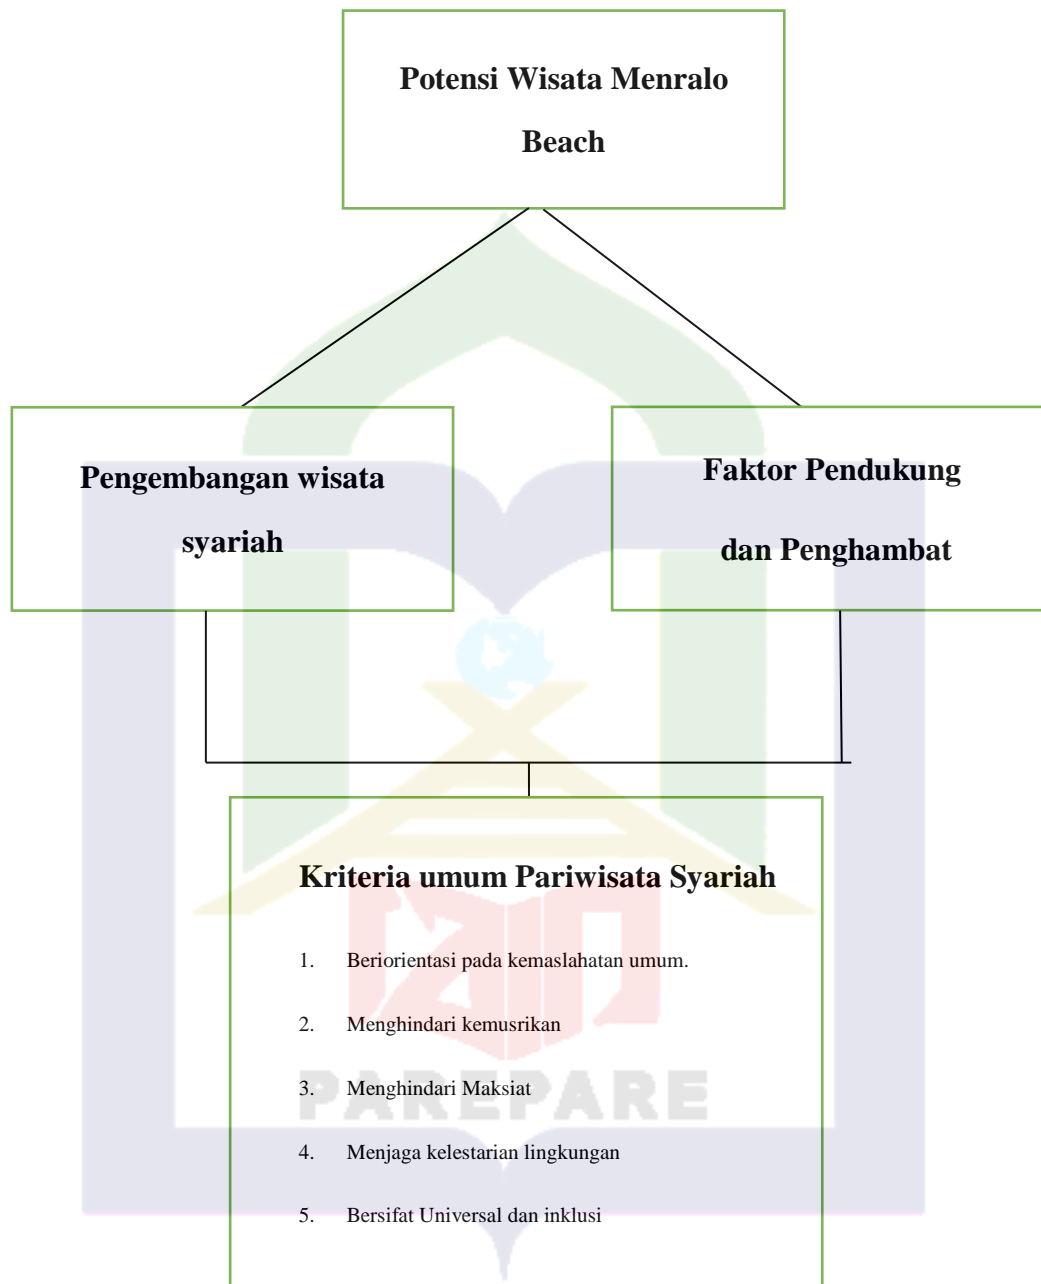 Potensi Wisata Menralo
Beach
Pengembangan wisata
syariah
Faktor Pendukung
dan Penghambat
Kriteria umum Pariwisata Syariah
1. Beriorientasi pada kemaslahatan umum.
2. Menghindari kemusrikan
3. Menghindari Maksiat
4. Menjaga kelestarian lingkungan
5. Bersifat Universal dan inklusi
IAIN
PAREPARE